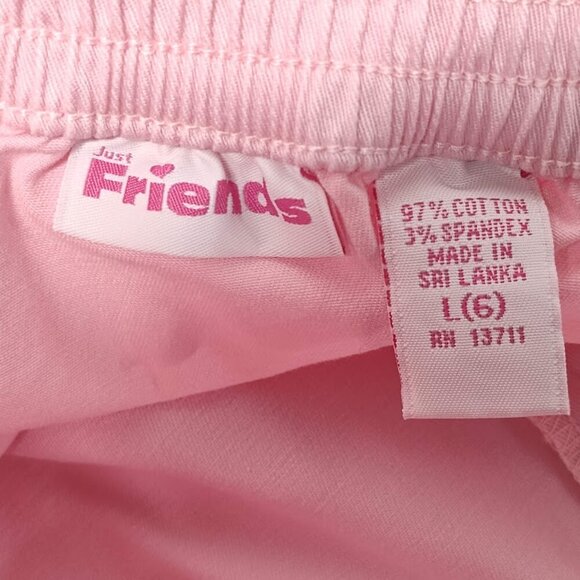 Just
Friends
97% COTTON
3% SPANDEX
MADE IN
SRI LANKA
L(6)
RN 13711